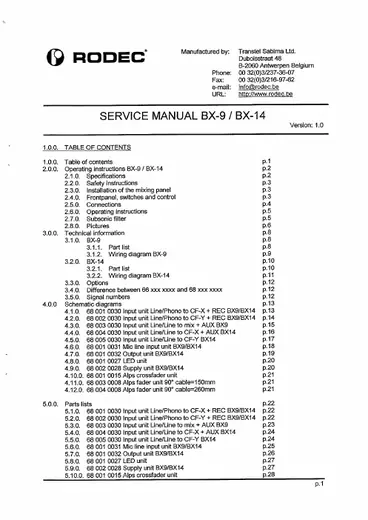 RODEC
Manufactured by: Transtel Sabima Ltd.
Duboisstraat 48
B-2060 Antwerpen Belgium
Phone: 00 32(0)3/237-36-07
Fax: 00 32(0)3/216-97-62
e-mail: Info@rodec.be
URL: http://www.rodec.be
SERVICE MANUAL BX-9 / BX-14
Version: 1.0
1.0.0. TABLE OF CONTENTS
1.0.0. Table of contents p.1
2.0.0. Operating instructions BX-9 / BX-14 p.2
2.1.0. Specifications p.2
2.2.0. Safety instructions p.3
2.3.0. Installation of the mixing panel p.3
2.4.0. Frontpanel, switches and control p.3
2.5.0. Connections p.4
2.6.0. Operating instructions p.5
2.7.0. Subsonic filter p.5
2.8.0. Pictures p.6
3.0.0. Technical information p.8
3.1.0. BX-9 p.8
3.1.1. Part list p.8
3.1.2. Wiring diagram BX-9 p.9
3.2.0. BX-14 p.10
3.2.1. Part list p.10
3.2.2. Wiring diagram BX-14 p.11
3.3.0. Options p.12
3.4.0. Difference between 66 xxx xxxx and 68 xxx xxxx p.12
3.5.0. Signal numbers p.12
4.0.0 Schematic diagrams p.13
4.1.0. 68 001 0030 Input unit Line/Phono to CF-X + REC BX9/BX14 p.13
4.2.0. 68 002 0030 Input unit Line/Phono to CF-Y + REC BX9/BX14 p.14
4.3.0. 68 003 0030 Input unit Line/Line to mix + AUX BX9 p.15
4.4.0. 68 004 0030 Input unit Line/Line to CF-X + AUX BX14 p.16
4.5.0. 68 005 0030 Input unit Line/Line to CF-Y BX14 p.17
4.6.0. 68 001 0031 Mic line input unit BX9/BX14 p.18
4.7.0. 68 001 0032 Output unit BX9/BX14 p.19
4.8.0. 68 001 0027 LED unit p.20
4.9.0. 68 002 0028 Supply unit BX9/BX14 p.20
4.10.0. 68 001 0015 Alps crossfader unit p.21
4.11.0. 68 003 0008 Alps fader unit 90° cable=150mm p.21
4.12.0. 68 004 0008 Alps fader unit 90° cable=260mm p.21
5.0.0. Parts lists p.22
5.1.0. 68 001 0030 Input unit Line/Phono to CF-X + REC BX9/BX14 p.22
5.2.0. 68 002 0030 Input unit Line/Phono to CF-Y + REC BX9/BX14 p.22
5.3.0. 68 003 0030 Input unit Line/Line to mix + AUX BX9 p.23
5.4.0. 68 004 0030 Input unit Line/Line to CF-X + AUX BX14 p.24
5.5.0. 68 005 0030 Input unit Line/Line to CF-Y BX14 p.24
5.6.0. 68 001 0031 Mic line input unit BX9/BX14 p.25
5.7.0. 68 001 0032 Output unit BX9/BX14 p.26
5.8.0. 68 001 0027 LED unit p.27
5.9.0. 68 002 0028 Supply unit BX9/BX14 p.27
5.10.0. 68 001 0015 Alps crossfader unit p.28
p.1